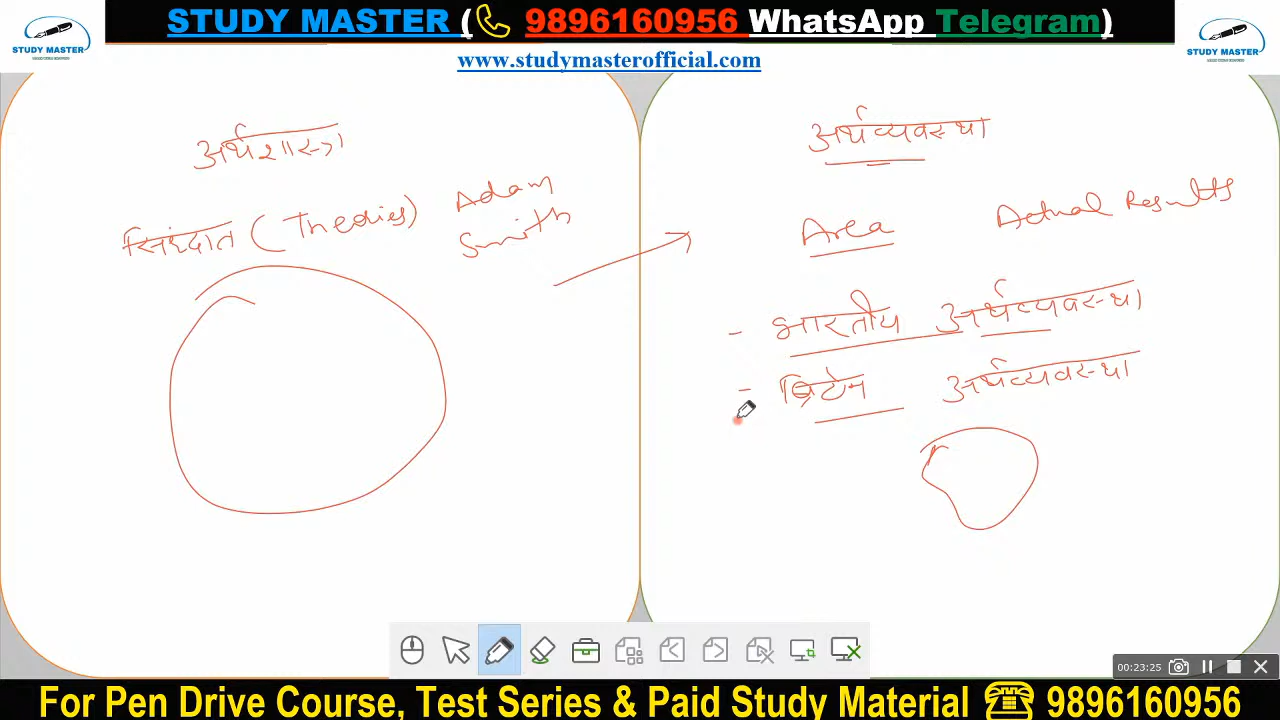 STUDY MASTER (📞 9896160956 WhatsApp Telegram)
www.studymasterofficial.com
STUDY MASTER
STUDY MASTER
अर्थशास्त्र
सिद्धांत (Theories) Adam
Smith
अर्थव्यवस्था
Area Actual Results
- भारतीय अर्थव्यवस्था
- ब्रिटेन अर्थव्यवस्था
00:23:25
For Pen Drive Course, Test Series & Paid Study Material ☎ 9896160956